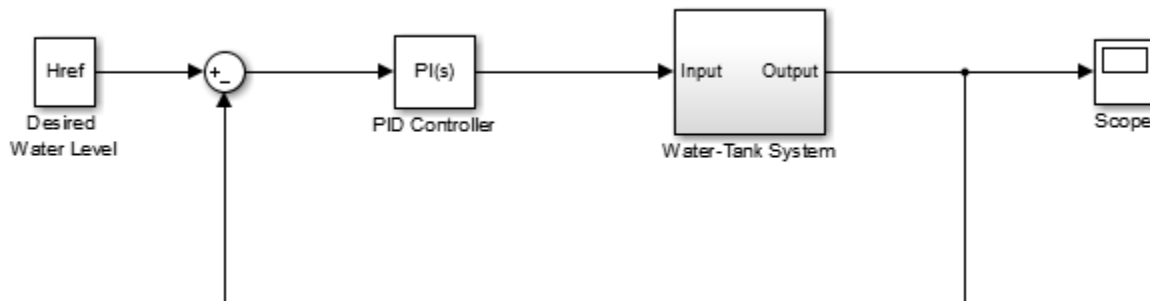 Href
Desired
Water Level
+
_
PI(s)
PID Controller
Input
Output
Water-Tank System
Scope